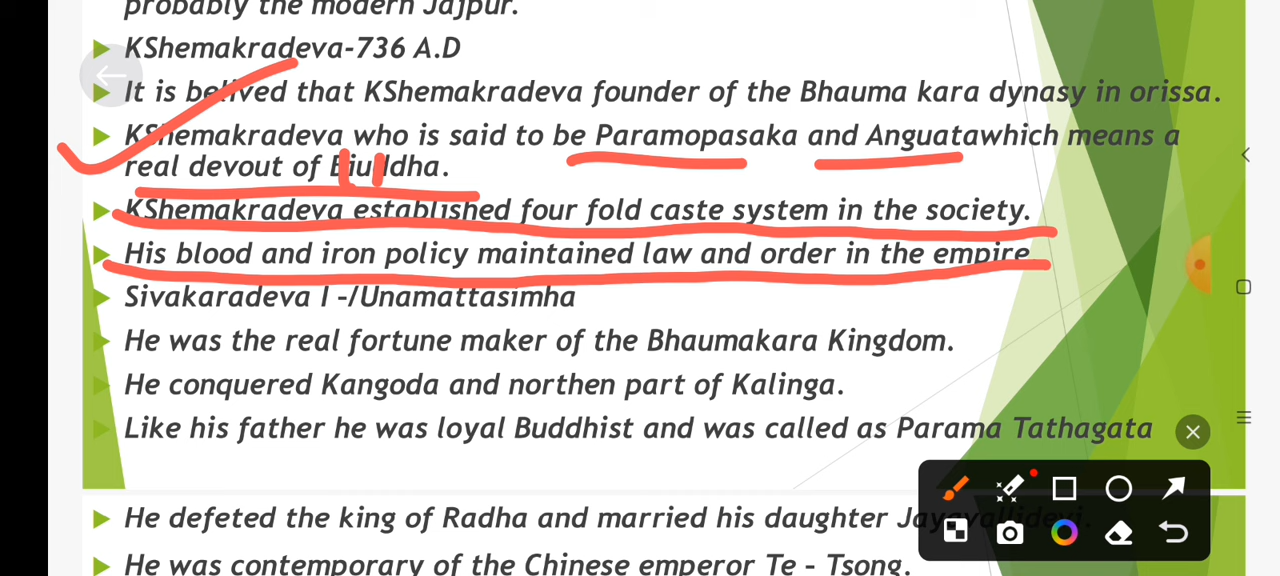 probably the modern Jajpur.
KShemakradeva-736 A.D
It is belived that KShemakradeva founder of the Bhauma kara dynasy in orissa.
KShemakradeva who is said to be Paramopasaka and Anguatawhich means a
real devout of Buddha.
KShemakradeva established four fold caste system in the society.
His blood and iron policy maintained law and order in the empire
Sivakaradeva I -/Unamattasimha
He was the real fortune maker of the Bhaumakara Kingdom.
He conquered Kangoda and northen part of Kalinga.
Like his father he was loyal Buddhist and was called as Parama Tathagata
He defeted the king of Radha and married his daughter Jayavallidevi.
He was contemporary of the Chinese emperor Te - Tsong.